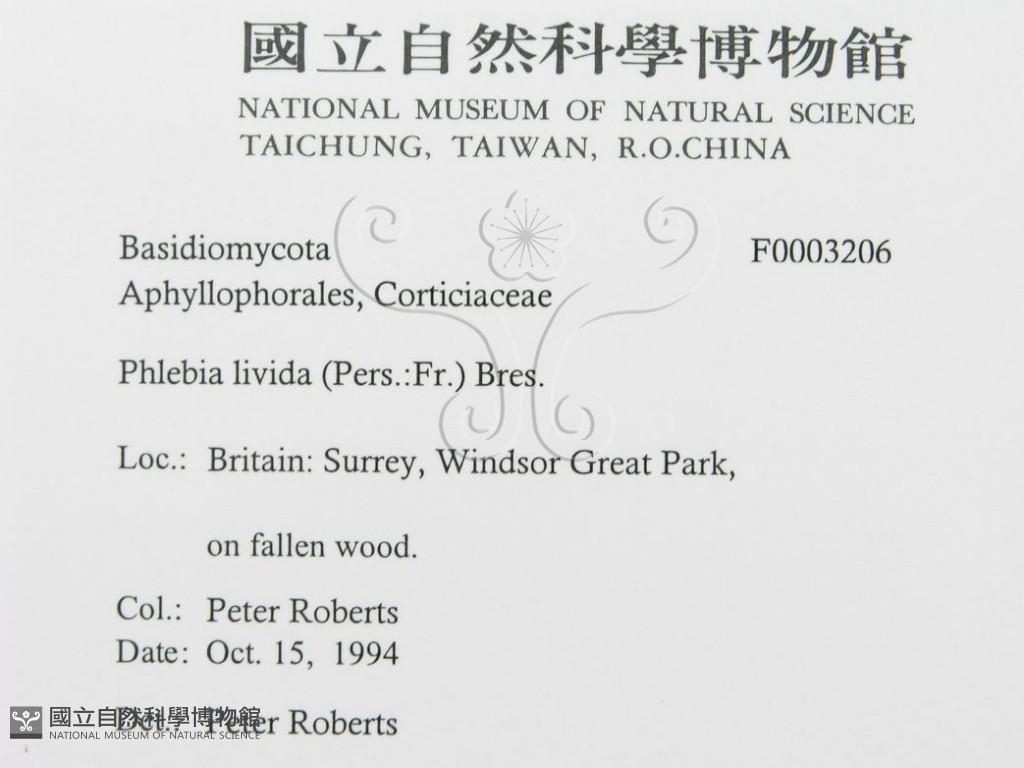 國立自然科學博物館
NATIONAL MUSEUM OF NATURAL SCIENCE
TAICHUNG, TAIWAN, R.O.CHINA
Basidiomycota F0003206
Aphyllophorales, Corticiaceae
Phlebia livida (Pers.:Fr.) Bres.
Loc.: Britain: Surrey, Windsor Great Park,
on fallen wood.
Col.: Peter Roberts
Date: Oct. 15, 1994
Det.: Peter Roberts
國立自然科學博物館
NATIONAL MUSEUM OF NATURAL SCIENCE